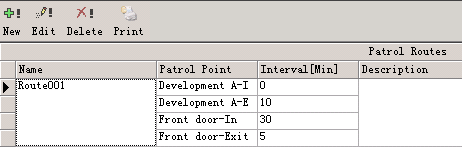 New Edit Delete Print
Patrol Routes
Name Patrol Point Interval[Min] Description
Route001 Development A-I 0
Development A-E 10
Front door-In 30
Front door-Exit 5